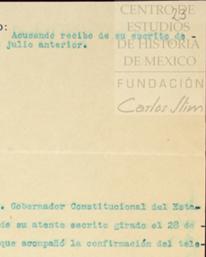 CENTRO DE
23
ESTUDIOS
DE HISTORIA
DE MEXICO
FUNDACIÓN
Carlos Slim
o:
Acusando recibo de su escrito de -
julio anterior.
. Gobernador Constitucional del Esta-
de su atento escrito girado el 28 de -
que acompañó la confirmación del tele-